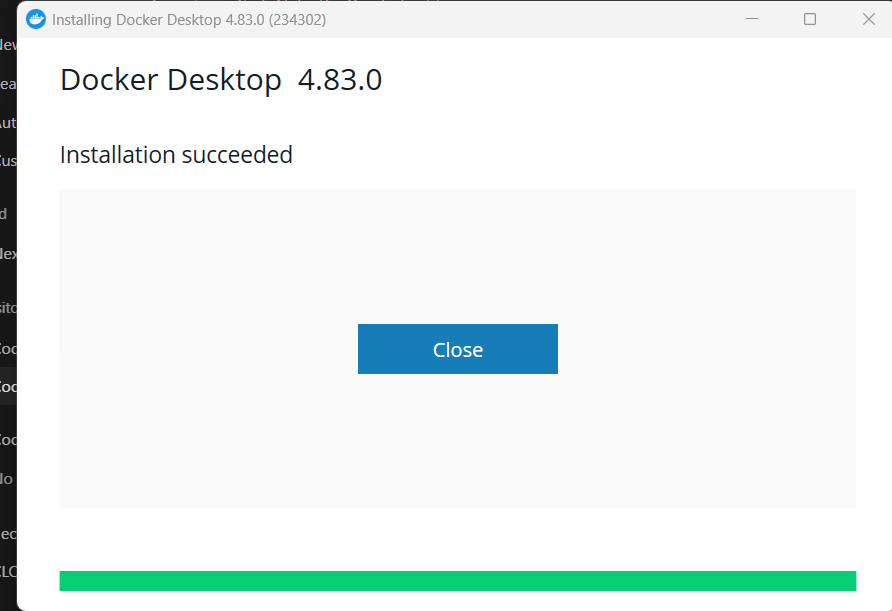 Installing Docker Desktop 4.83.0 (234302)
Docker Desktop 4.83.0
Installation succeeded
Close